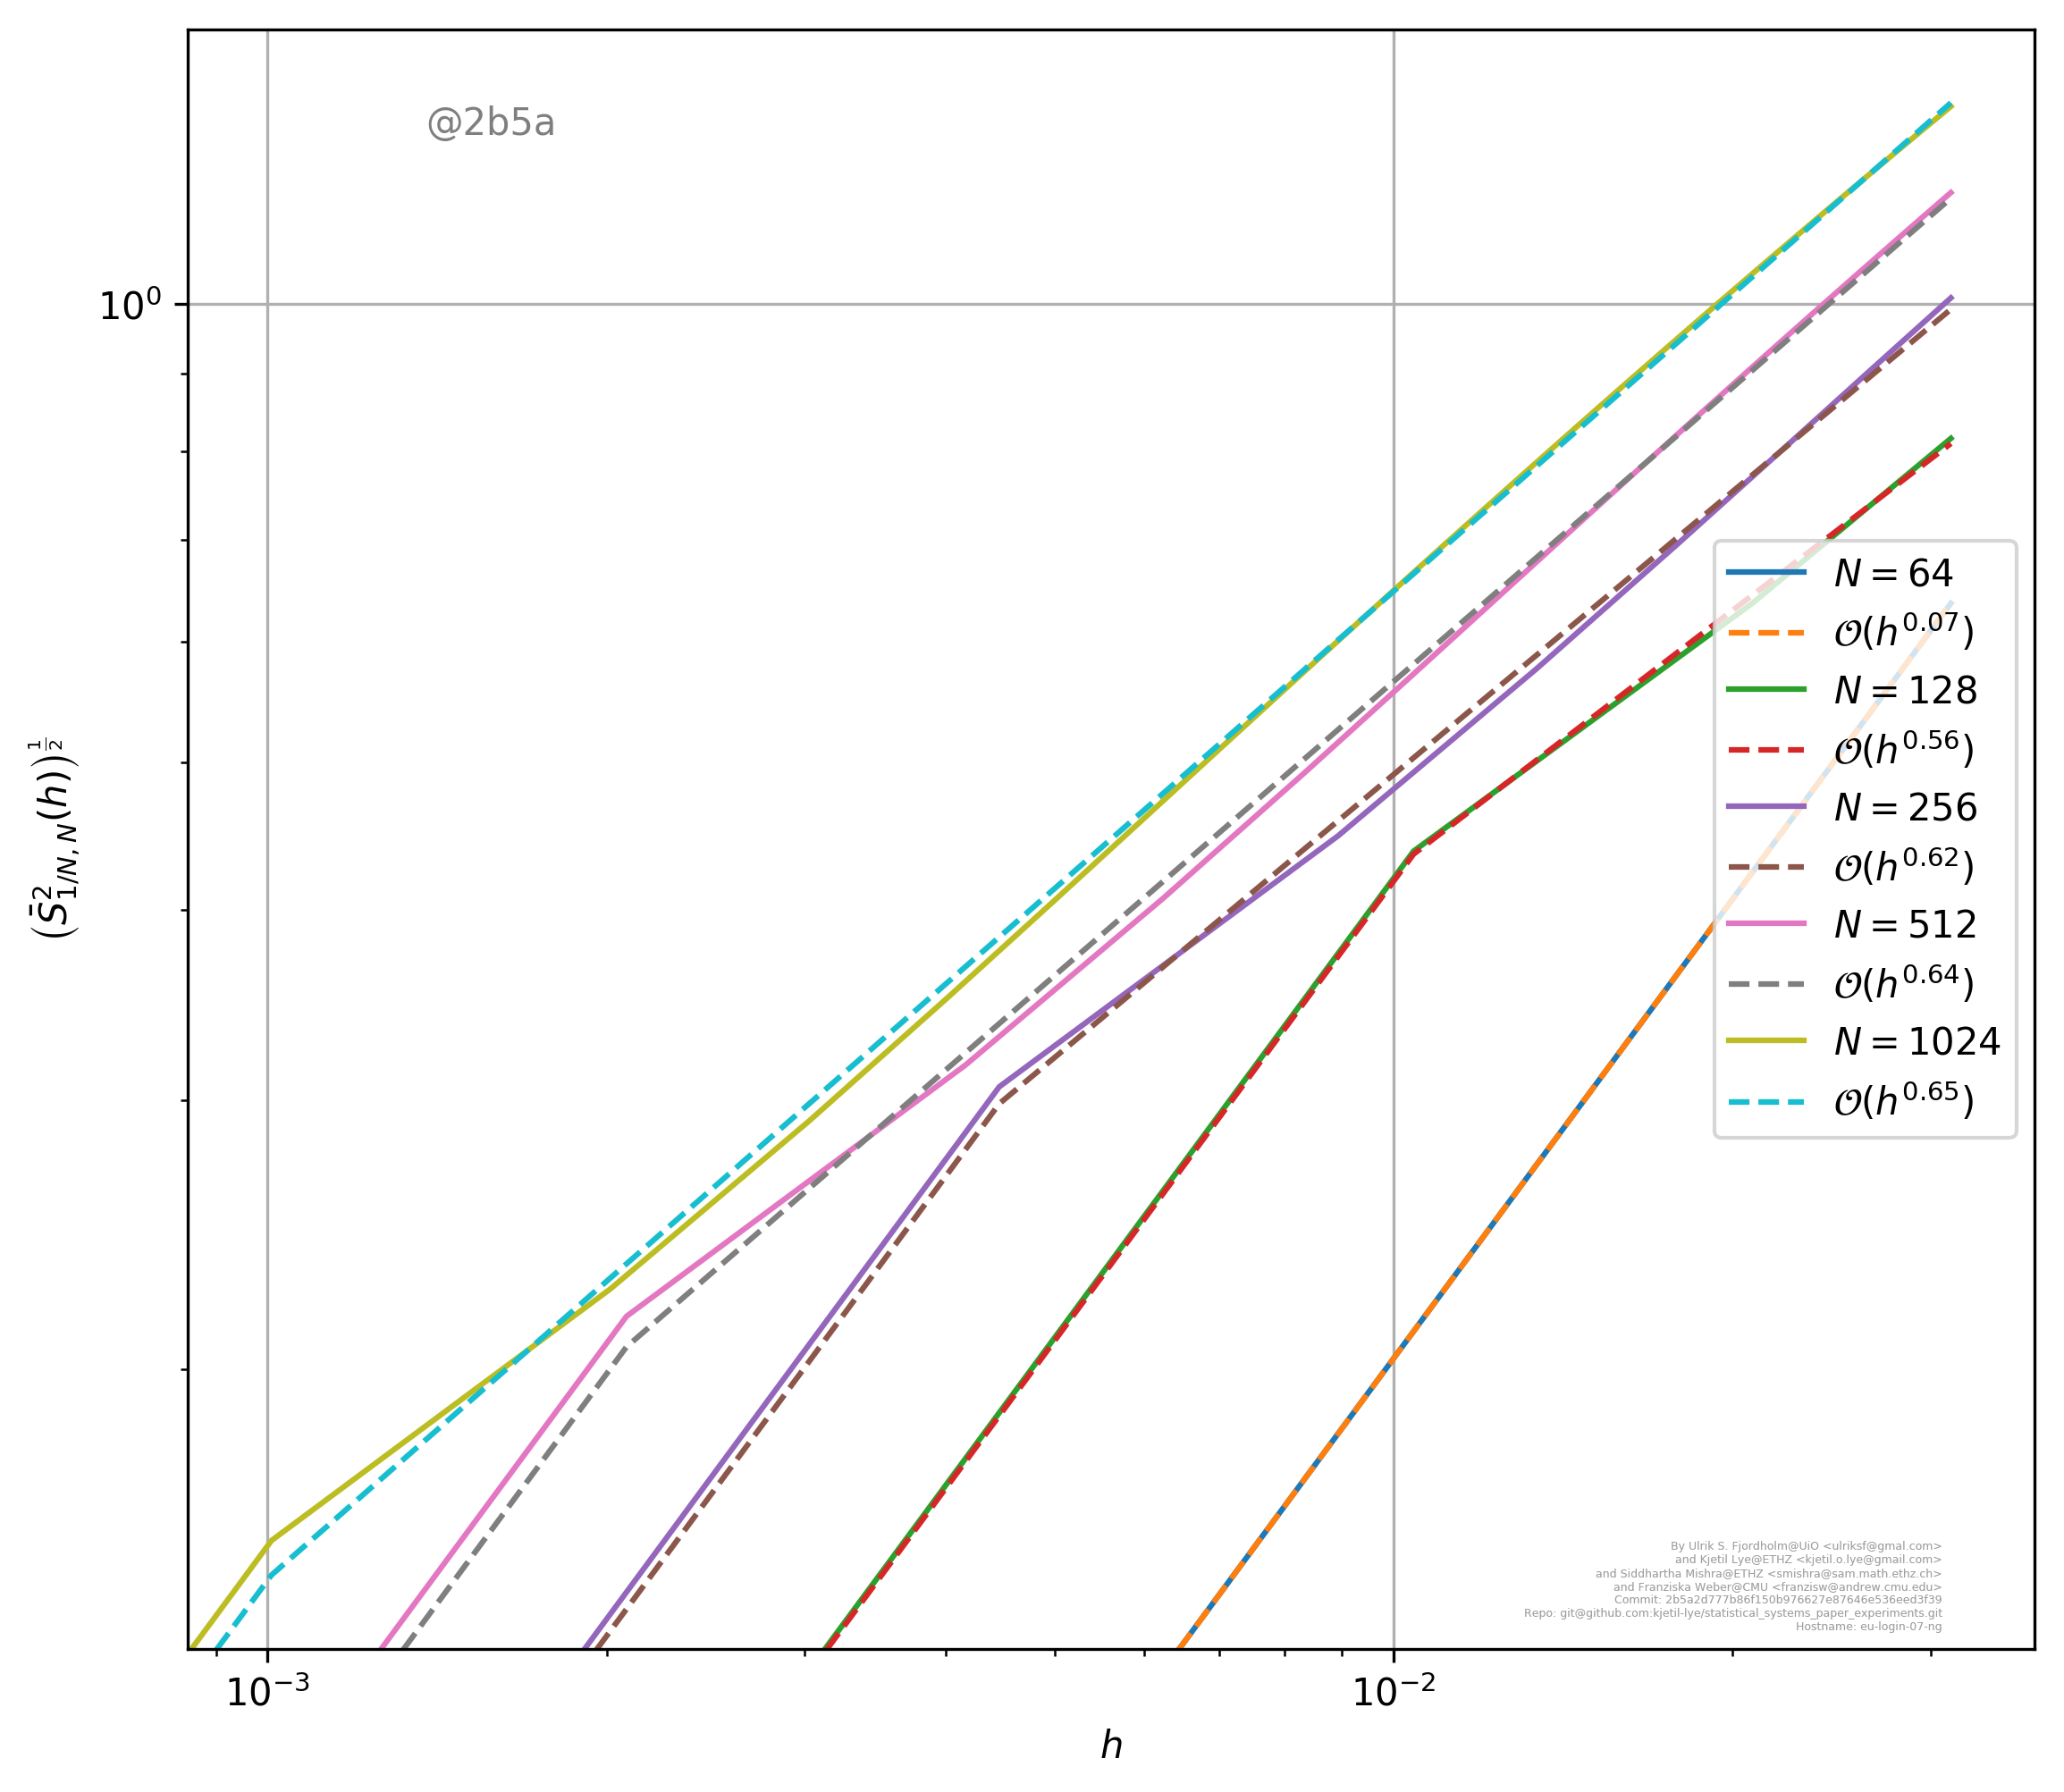 @2b5a
10⁰
(S̄²_{1/N, N}(h))^{1/2}
N = 64
𝒪(h^{0.07})
N = 128
𝒪(h^{0.56})
N = 256
𝒪(h^{0.62})
N = 512
𝒪(h^{0.64})
N = 1024
𝒪(h^{0.65})
By Ulrik S. Fjordholm@UiO <ulriksf@gmal.com>
and Kjetil Lye@ETHZ <kjetil.o.lye@gmail.com>
and Siddhartha Mishra@ETHZ <smishra@sam.math.ethz.ch>
and Franziska Weber@CMU <franzisw@andrew.cmu.edu>
Commit: 2b5a2d777b86f150b976627e87646e536eed3f39
Repo: git@github.com:kjetil-lye/statistical_systems_paper_experiments.git
Hostname: eu-login-07-ng
10⁻³ 10⁻²
h